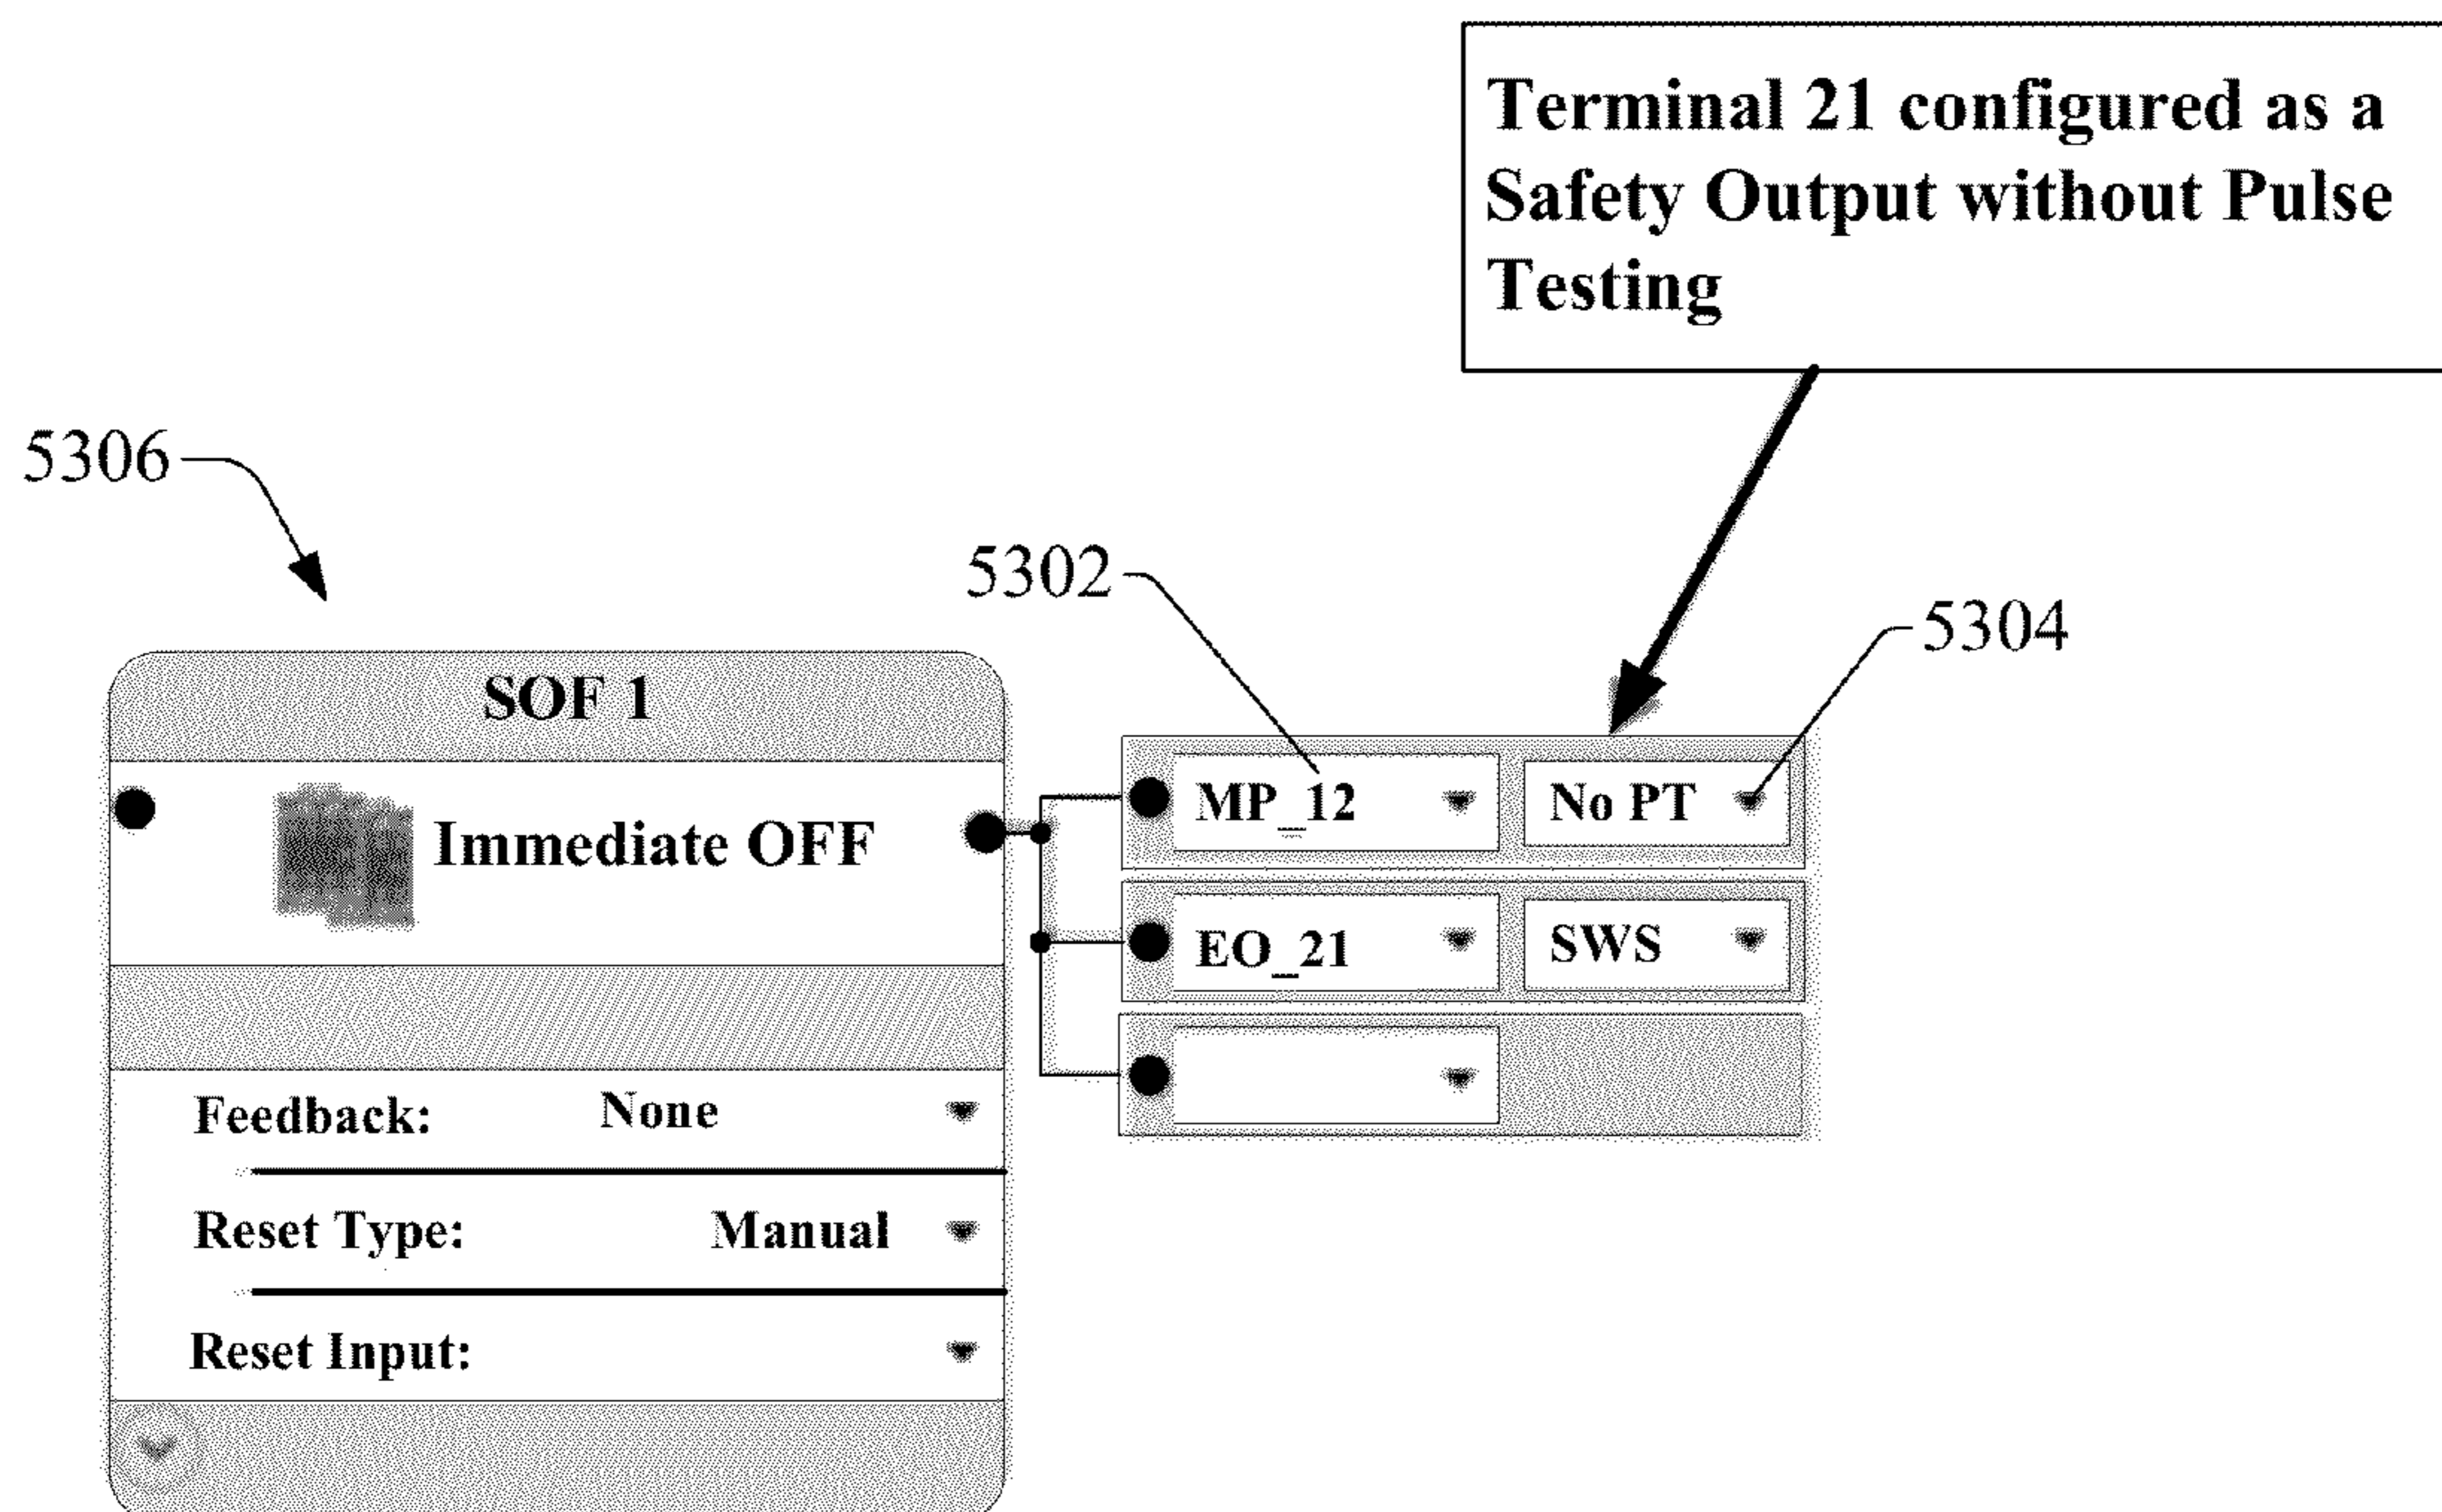 Terminal 21 configured as a
Safety Output without Pulse
Testing
5306
5302
5304
SOF 1
MP_12 No PT
Immediate OFF
EO_21 SWS
Feedback: None
Reset Type: Manual
Reset Input: